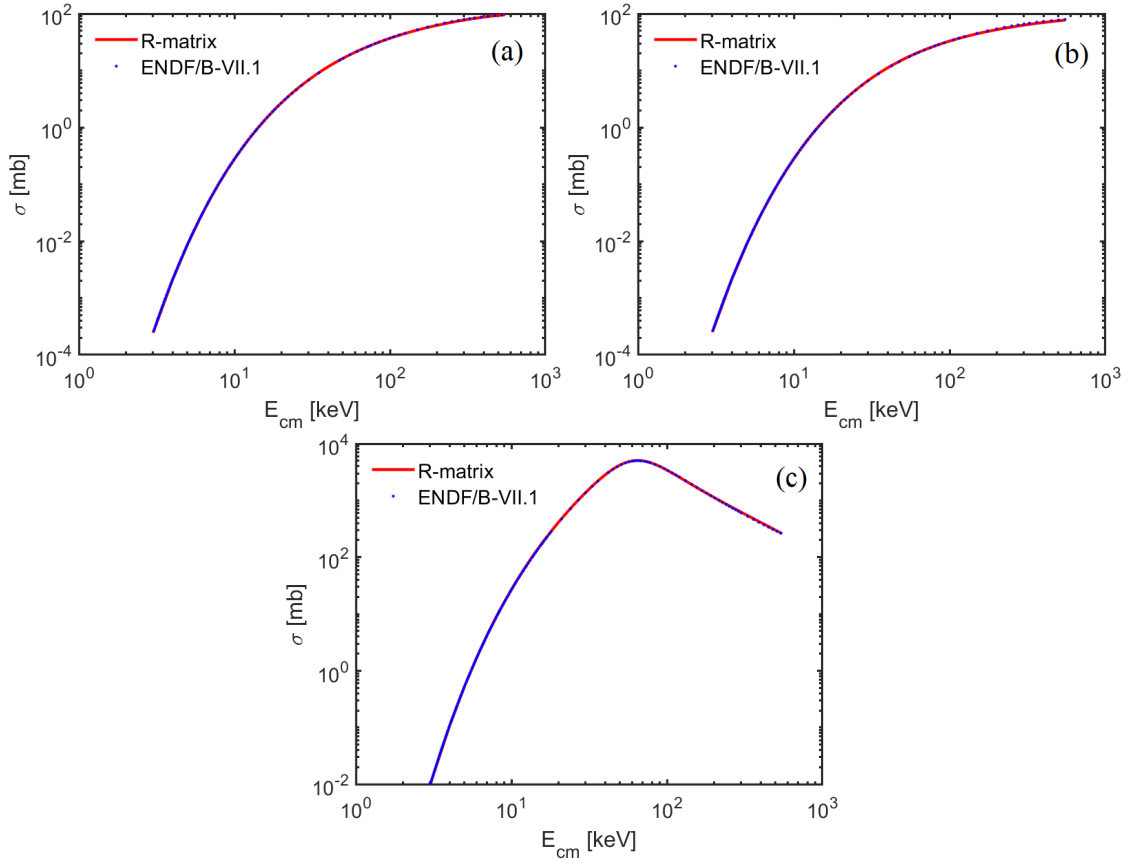 10^2
10^0
10^-2
10^-4
σ [mb]
R-matrix
ENDF/B-VII.1
(a)
10^0
10^1
10^2
10^3
E_cm [keV]
10^2
10^0
10^-2
10^-4
σ [mb]
R-matrix
ENDF/B-VII.1
(b)
10^0
10^1
10^2
10^3
E_cm [keV]
10^4
10^2
10^0
10^-2
σ [mb]
R-matrix
ENDF/B-VII.1
(c)
10^0
10^1
10^2
10^3
E_cm [keV]